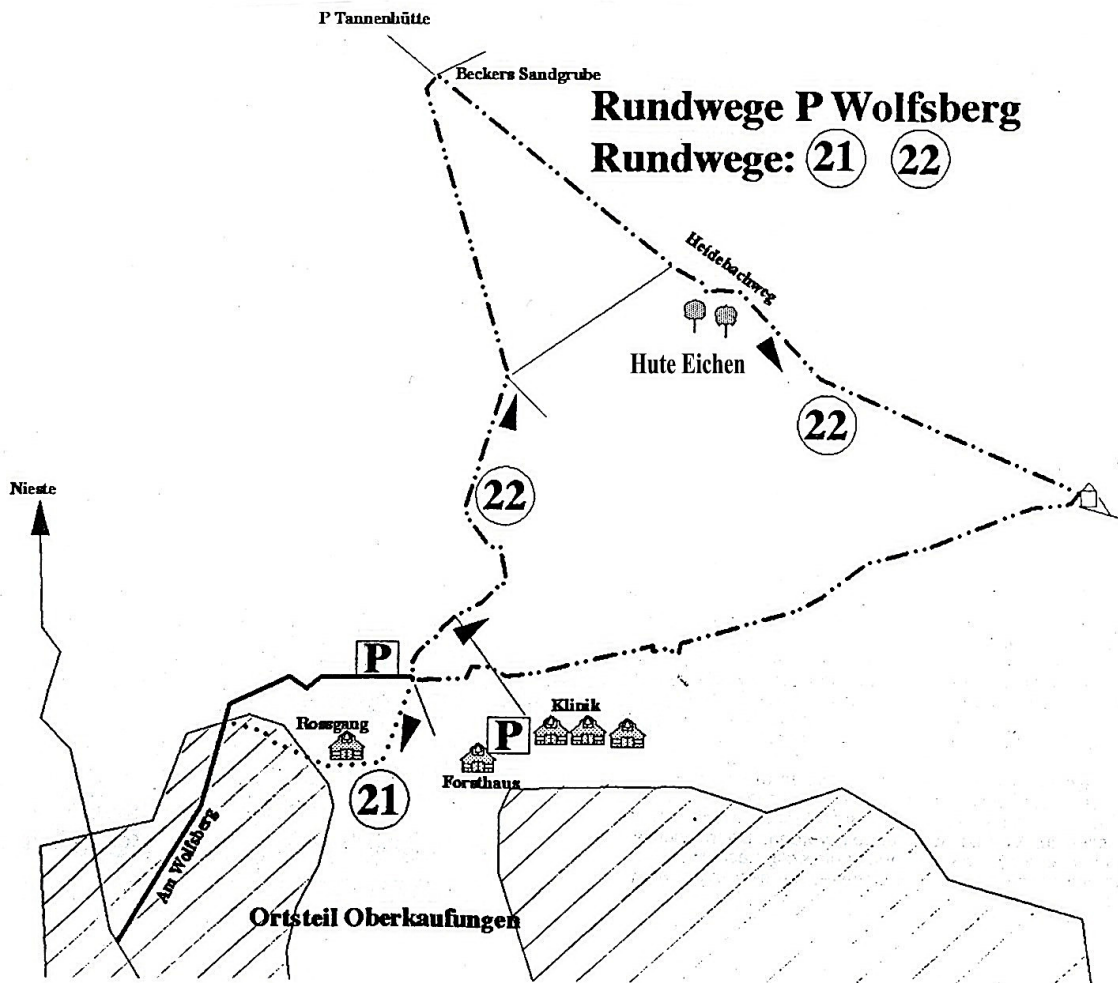 P Tannenhütte
Beckers Sandgrube
Rundwege P Wolfsberg
Rundwege: 21 22
Heidebachweg
Hute Eichen
22
22
Nieste
P
Rossgang
Klinik
P
Forsthaus
21
Am Wolfsberg
Ortsteil Oberkaufungen